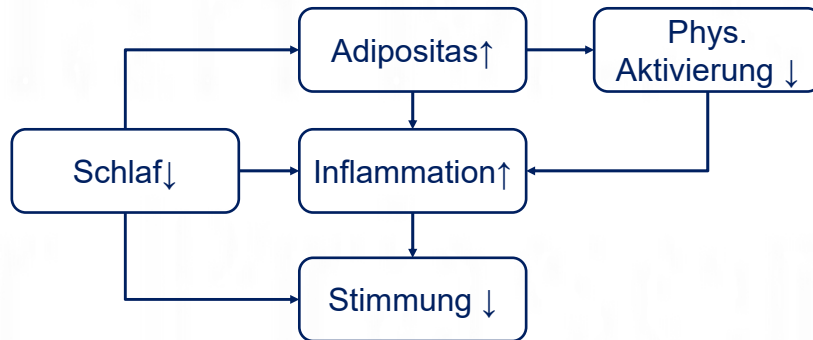 Adipositas↑
Phys.
Aktivierung ↓
Schlaf↓
Inflammation↑
Stimmung ↓